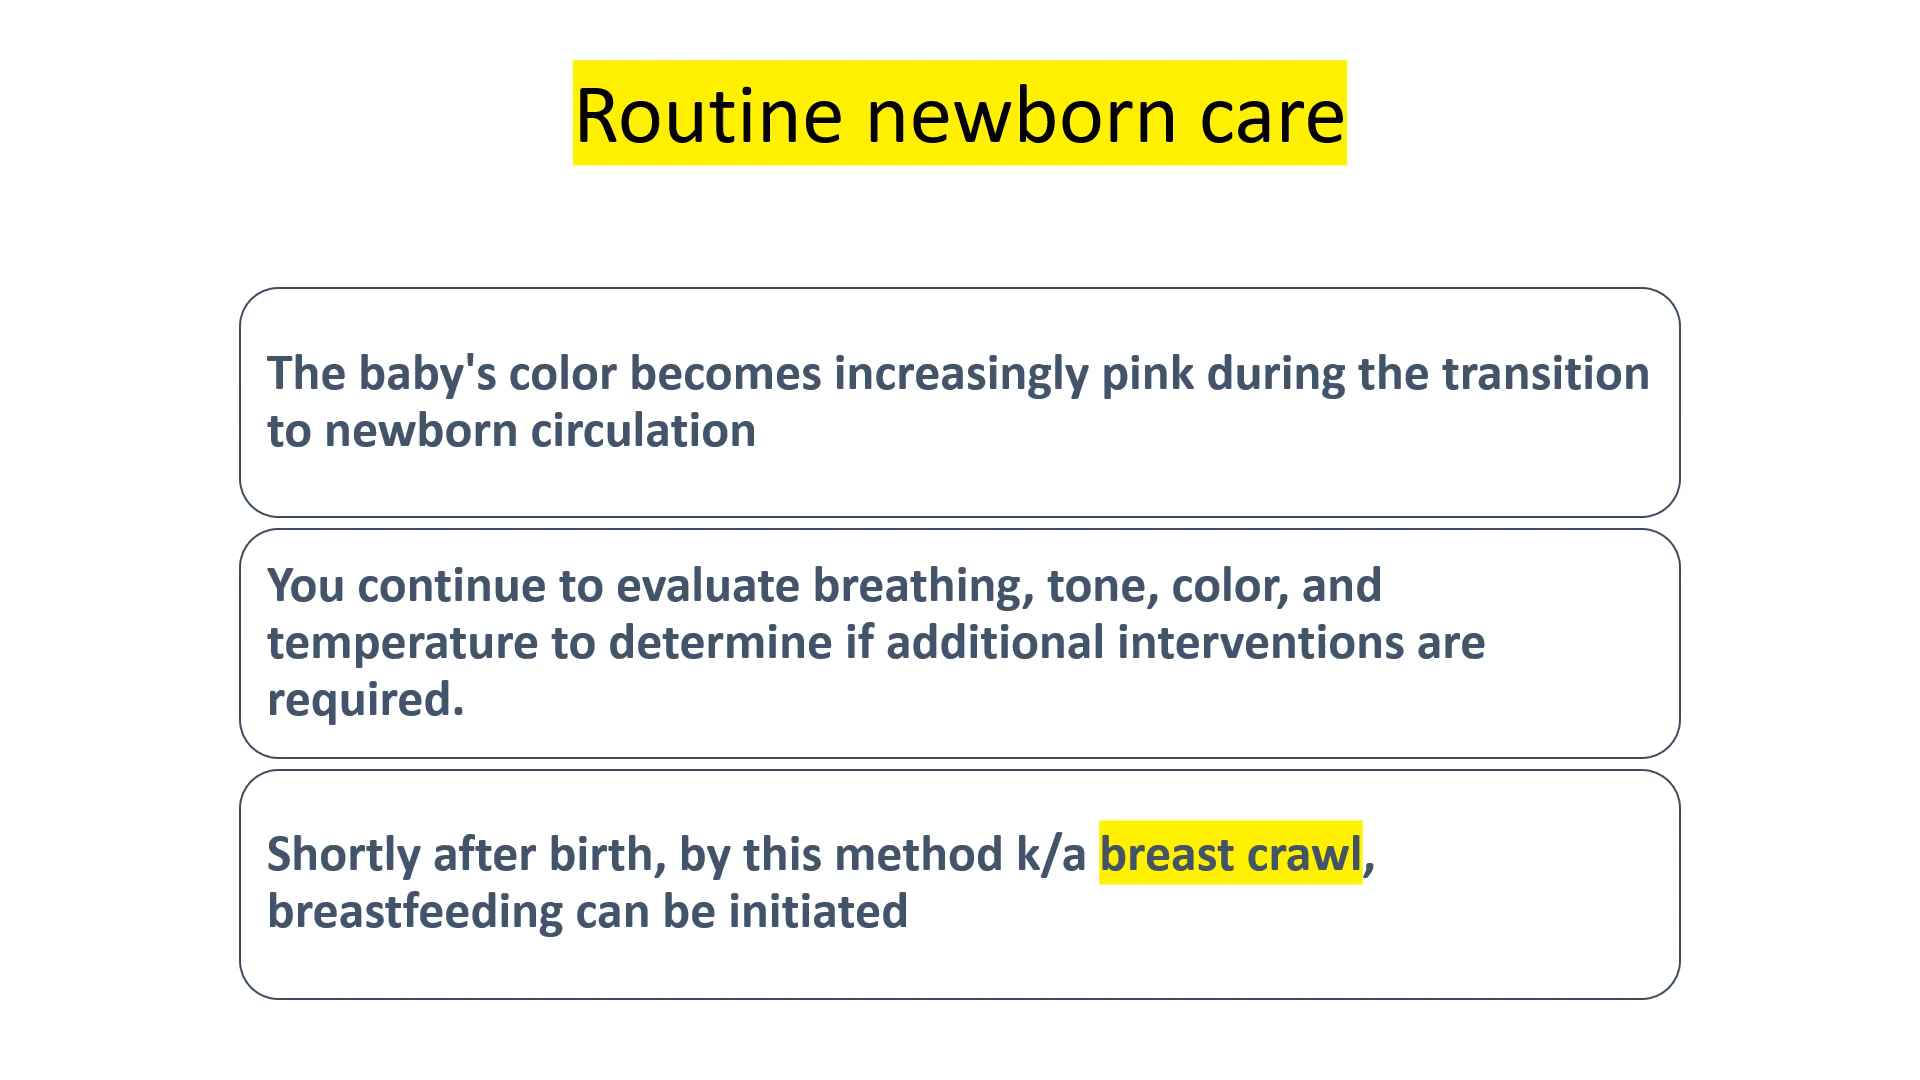 Routine newborn care
The baby's color becomes increasingly pink during the transition
to newborn circulation
You continue to evaluate breathing, tone, color, and
temperature to determine if additional interventions are
required.
Shortly after birth, by this method k/a breast crawl,
breastfeeding can be initiated